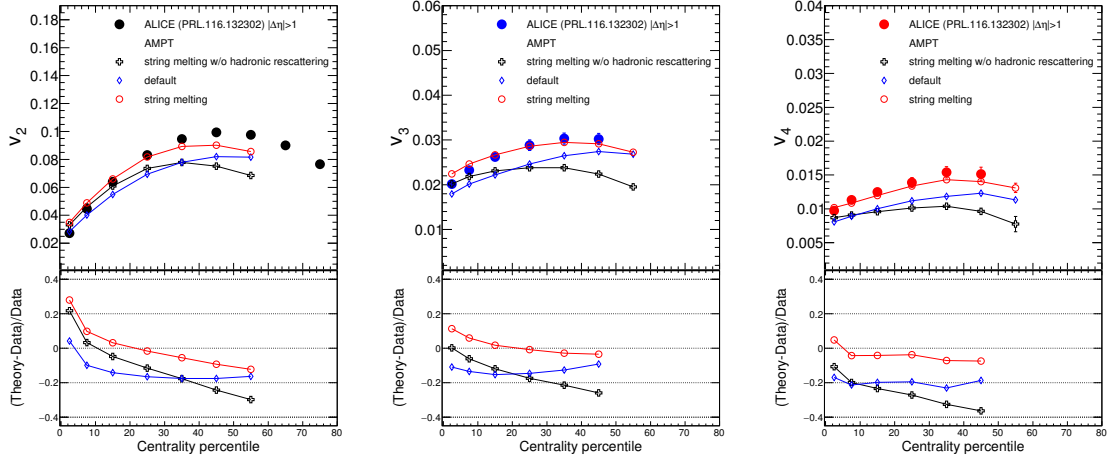 V2
0.18
0.16
0.14
0.12
0.1
0.08
0.06
0.04
0.02
ALICE (PRL.116.132302) |Δη|>1
AMPT
string melting w/o hadronic rescattering
default
string melting
(Theory-Data)/Data
0.4
0.2
0
−0.2
−0.4
0 10 20 30 40 50 60 70 80
Centrality percentile
V3
0.06
0.05
0.04
0.03
0.02
0.01
ALICE (PRL.116.132302) |Δη|>1
AMPT
string melting w/o hadronic rescattering
default
string melting
(Theory-Data)/Data
0.4
0.2
0
−0.2
−0.4
0 10 20 30 40 50 60 70 80
Centrality percentile
V4
0.04
0.035
0.03
0.025
0.02
0.015
0.01
0.005
ALICE (PRL.116.132302) |Δη|>1
AMPT
string melting w/o hadronic rescattering
default
string melting
(Theory-Data)/Data
0.4
0.2
0
−0.2
−0.4
0 10 20 30 40 50 60 70 80
Centrality percentile